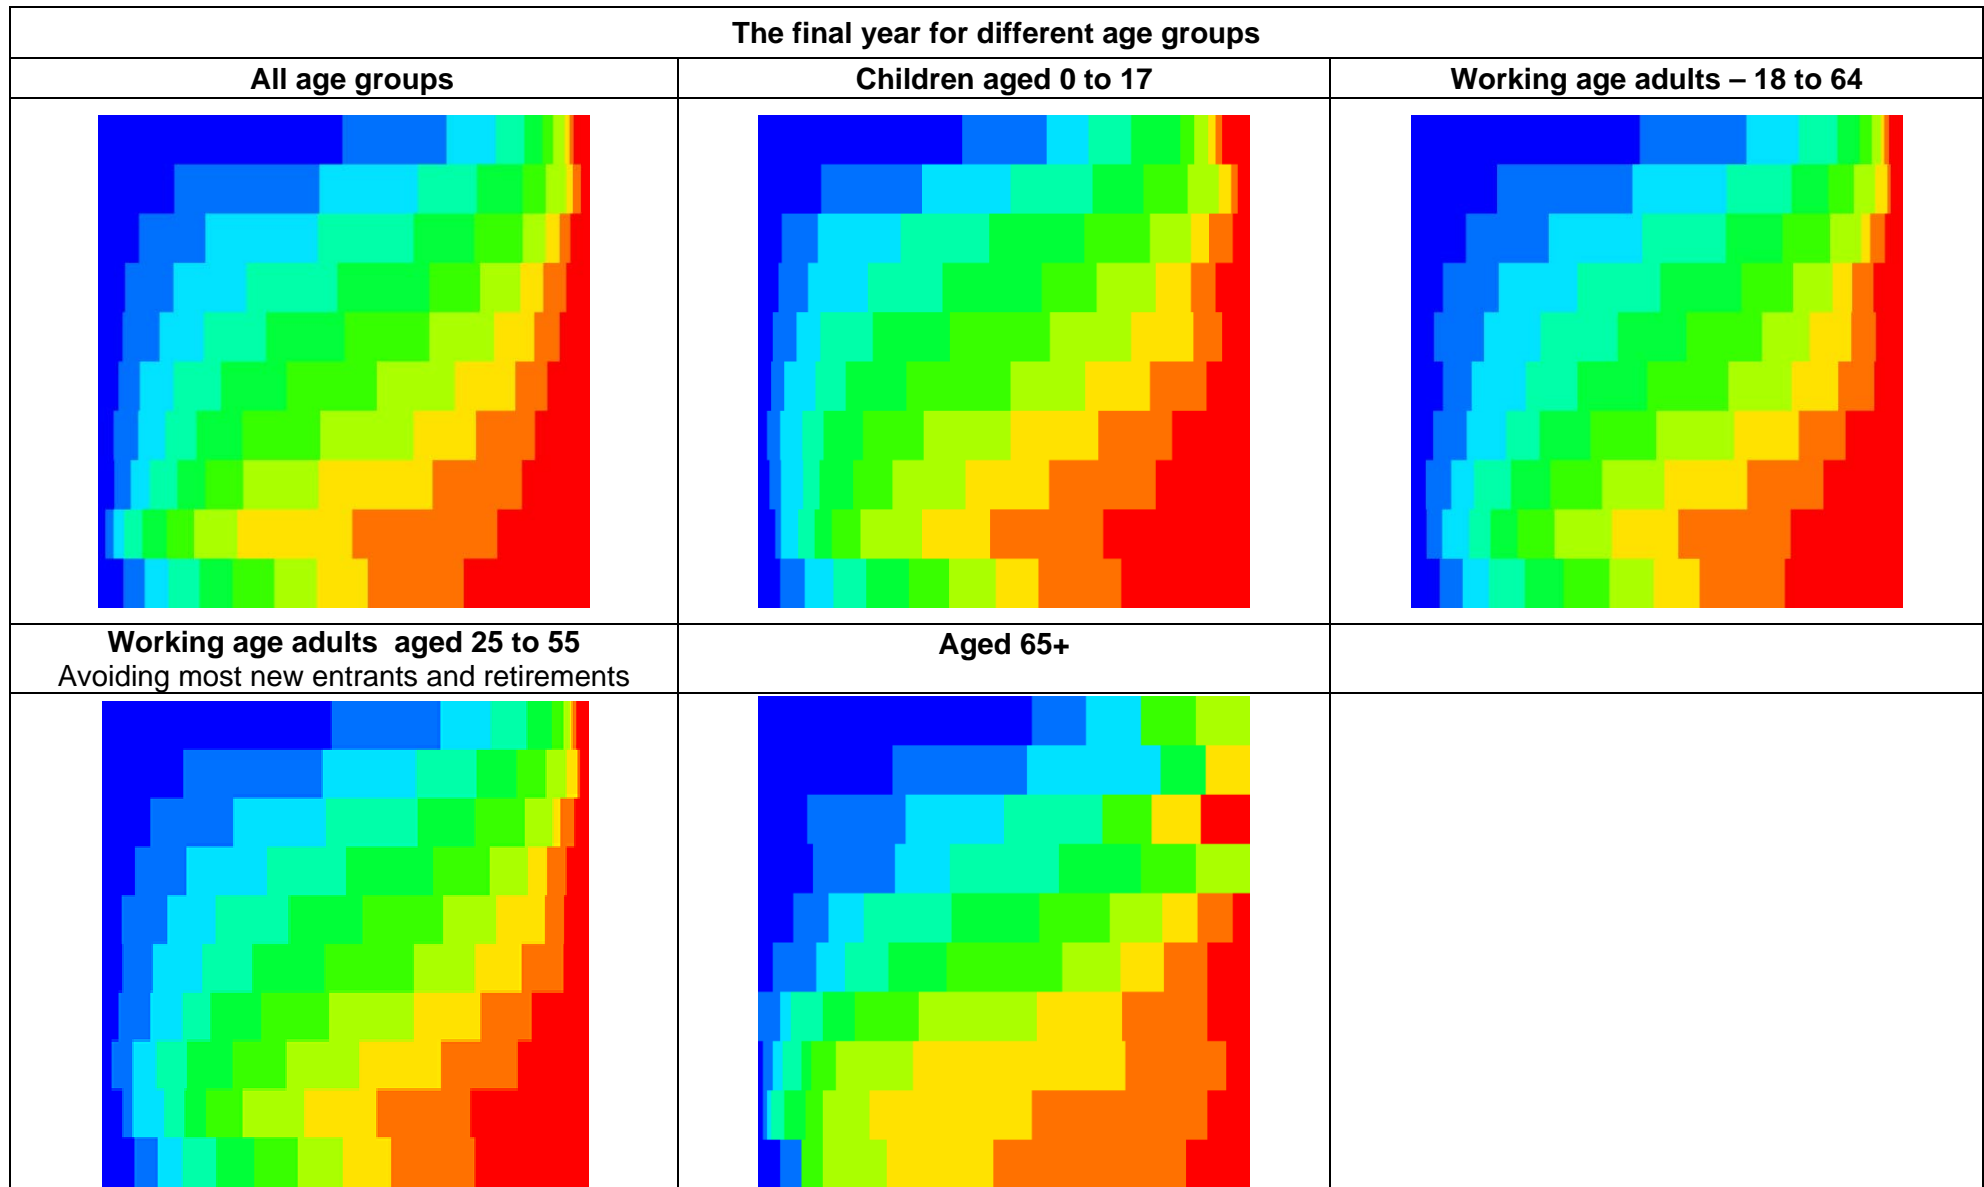 The final year for different age groups
All age groups
Children aged 0 to 17
Working age adults – 18 to 64
Working age adults  aged 25 to 55
Avoiding most new entrants and retirements
Aged 65+